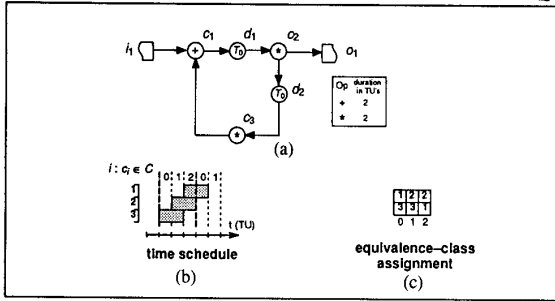 c1 d1 c2
i1 + T0 * o1
T0 d2
Op duration in TU's
+ 2
* 2
c3
*
(a)
i : ci ∈ C
0 1 2 0 1
1
2
3
t (TU)
time schedule
(b)
1 2 2
3 3 1
0 1 2
equivalence–class
assignment
(c)